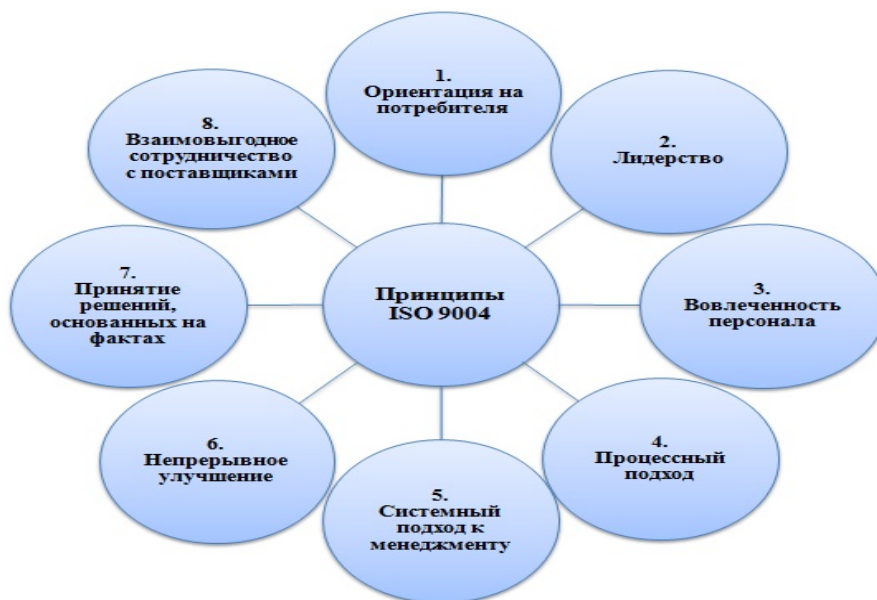 1.
Ориентация на
потребителя
2.
Лидерство
3.
Вовлеченность
персонала
4.
Процессный
подход
5.
Системный
подход к
менеджменту
6.
Непрерывное
улучшение
7.
Принятие
решений,
основанных на
фактах
8.
Взаимовыгодное
сотрудничество
с поставщиками
Принципы
ISO 9004